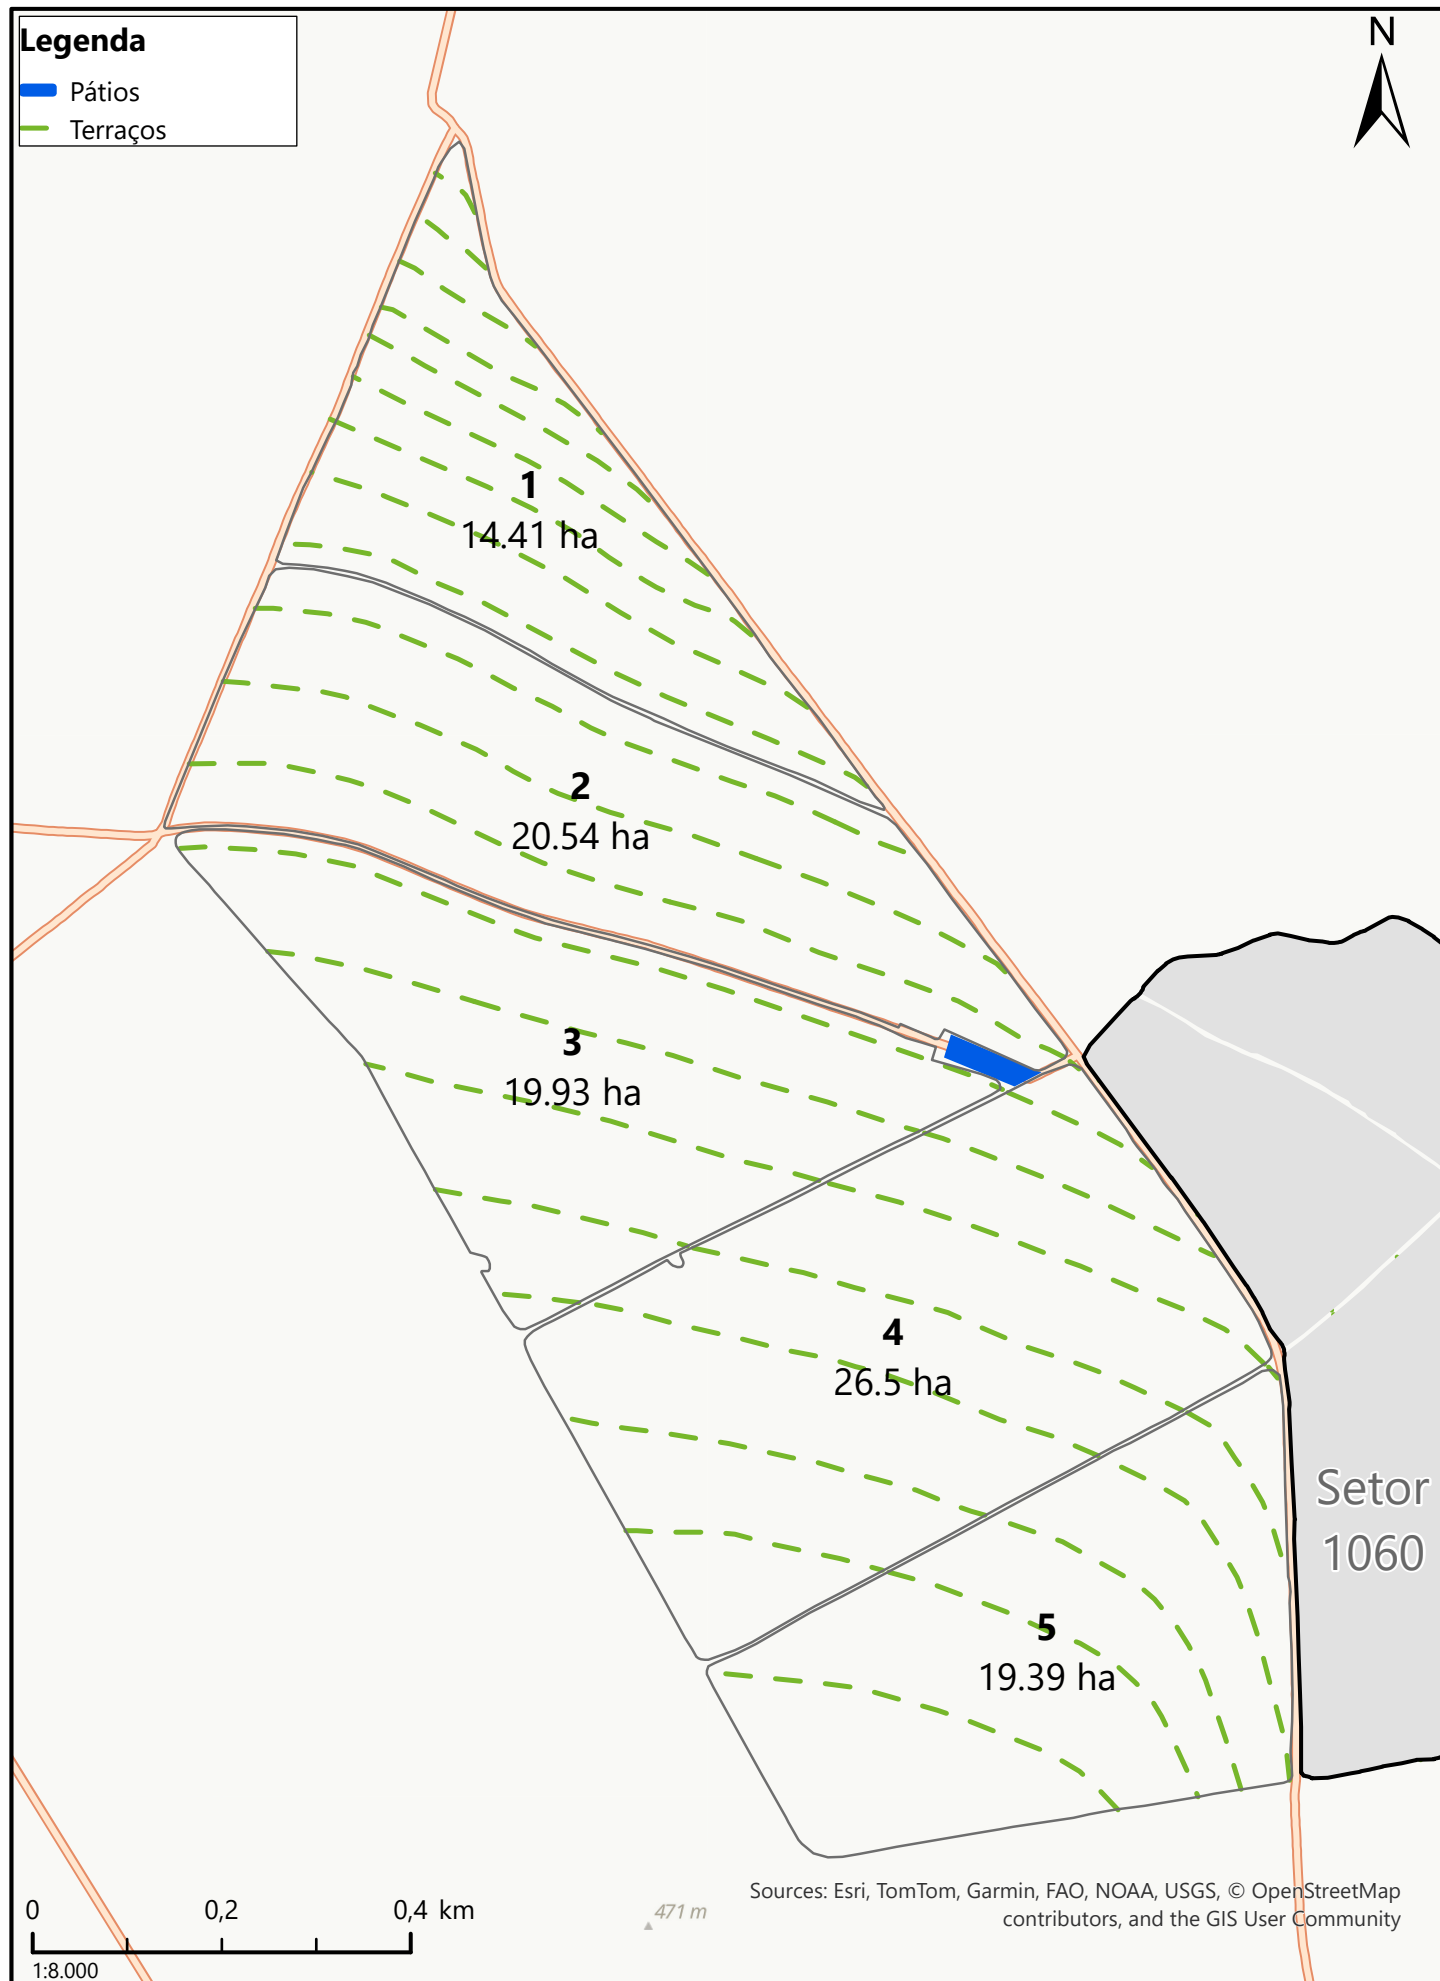 Legenda
Pátios
Terraços
N
1
14.41 ha
2
20.54 ha
3
19.93 ha
4
26.5 ha
Setor
1060
5
19.39 ha
0 0,2 0,4 km
1:8.000
471 m
Sources: Esri, TomTom, Garmin, FAO, NOAA, USGS, © OpenStreetMap
contributors, and the GIS User Community